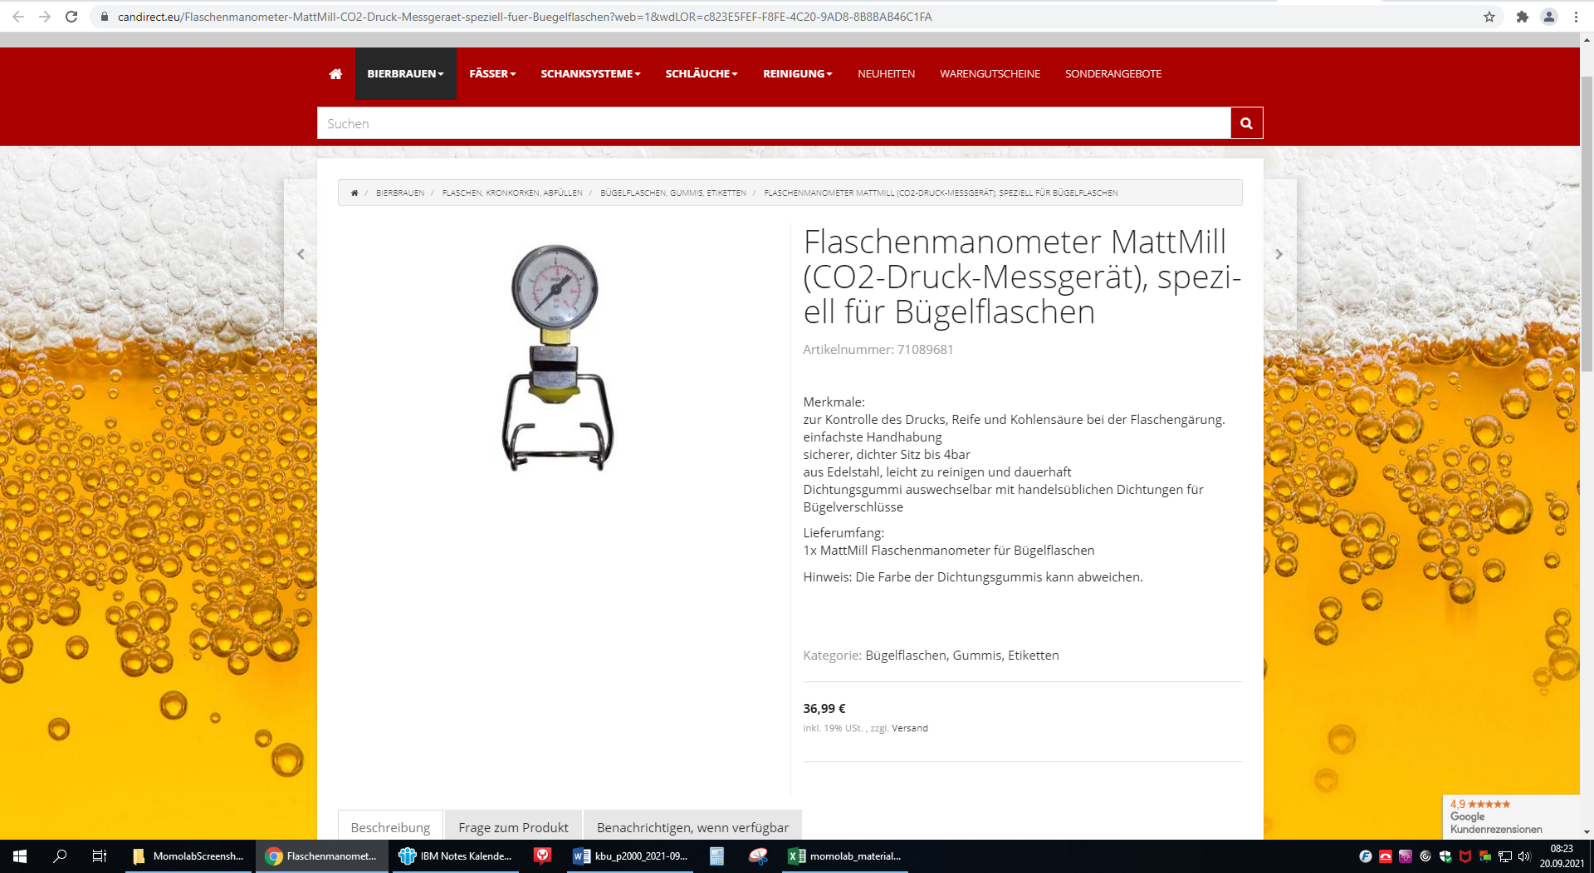 candirect.eu/Flaschenmanometer-MattMill-CO2-Druck-Messgeraet-speziell-fuer-Buegelflaschen?web=1&wdLOR=c823E5FEF-F8FE-4C20-9AD8-8B8BAB46C1FA
BIERBRAUEN
FÄSSER
SCHANKSYSTEME
SCHLÄUCHE
REINIGUNG
NEUHEITEN
WARENGUTSCHEINE
SONDERANGEBOTE
Suchen
/ BIERBRAUEN / FLASCHEN, KRONKORKEN, ABFÜLLEN / BÜGELFLASCHEN, GUMMIS, ETIKETTEN / FLASCHENMANOMETER MATTMILL (CO2-DRUCK-MESSGERÄT), SPEZIELL FÜR BÜGELFLASCHEN
Flaschenmanometer MattMill
(CO2-Druck-Messgerät), spezi-
ell für Bügelflaschen
Artikelnummer: 71089681
Merkmale:
zur Kontrolle des Drucks, Reife und Kohlensäure bei der Flaschengärung.
einfachste Handhabung
sicherer, dichter Sitz bis 4bar
aus Edelstahl, leicht zu reinigen und dauerhaft
Dichtungsgummi auswechselbar mit handelsüblichen Dichtungen für
Bügelverschlüsse
Lieferumfang:
1x MattMill Flaschenmanometer für Bügelflaschen
Hinweis: Die Farbe der Dichtungsgummis kann abweichen.
Kategorie: Bügelflaschen, Gummis, Etiketten
36,99 €
inkl. 19% USt. , zzgl. Versand
Beschreibung
Frage zum Produkt
Benachrichtigen, wenn verfügbar
4,9 ★★★★★
Google
Kundenrezensionen
MomolabScreensh...
Flaschenmanomet...
IBM Notes Kalende...
kbu_p2000_2021-09...
momolab_material...
08:23
20.09.2021